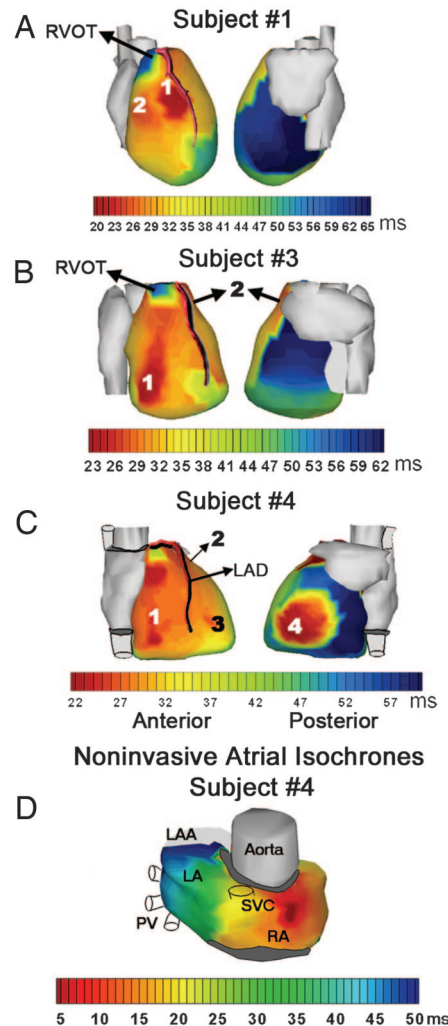 A
Subject #1
RVOT
1
2
20 23 26 29 32 35 38 41 44 47 50 53 56 59 62 65 ms
B
Subject #3
RVOT
2
1
23 26 29 32 35 38 41 44 47 50 53 56 59 62 ms
C
Subject #4
2
LAD
1
3
4
22 27 32 37 42 47 52 57 ms
Anterior Posterior
Noninvasive Atrial Isochrones
Subject #4
D
LAA
Aorta
LA
SVC
PV
RA
5 10 15 20 25 30 35 40 45 50 ms